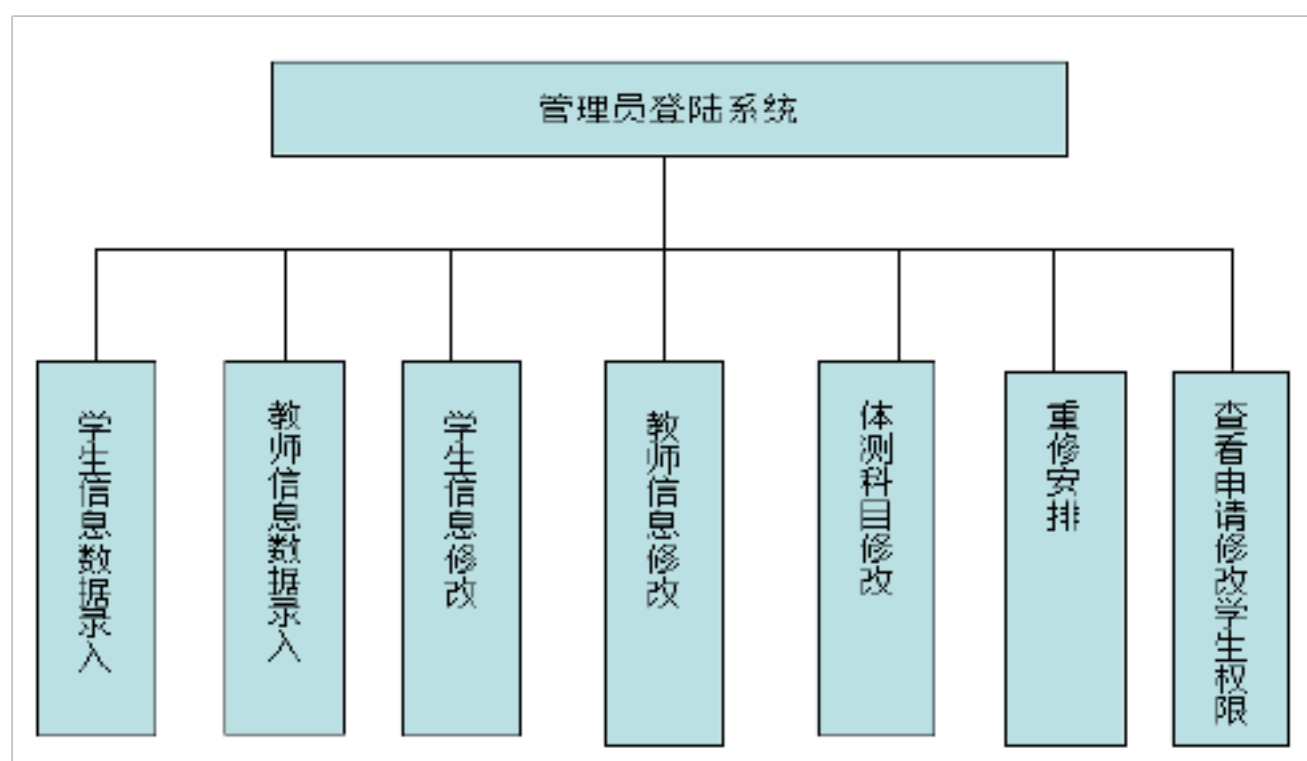 管理员登陆系统
学生信息数据录入
教师信息数据录入
学生信息修改
教师信息修改
体测科目修改
重修安排
查看申请修改学生权限